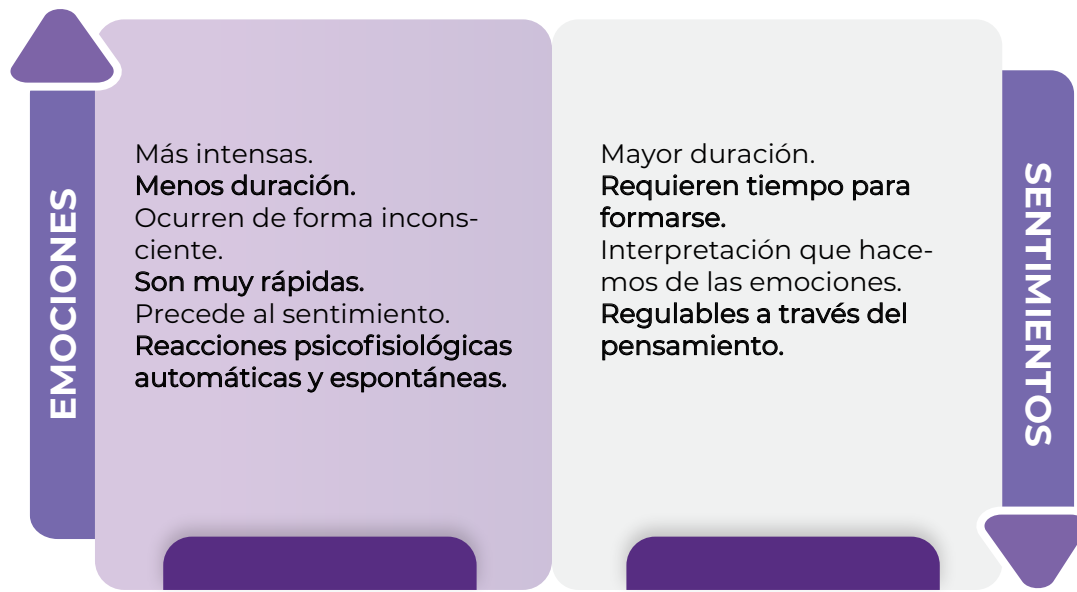 EMOCIONES
Más intensas.
Menos duración.
Ocurren de forma incons-
ciente.
Son muy rápidas.
Precede al sentimiento.
Reacciones psicofisiológicas
automáticas y espontáneas.
Mayor duración.
Requieren tiempo para
formarse.
Interpretación que hace-
mos de las emociones.
Regulables a través del
pensamiento.
SENTIMIENTOS